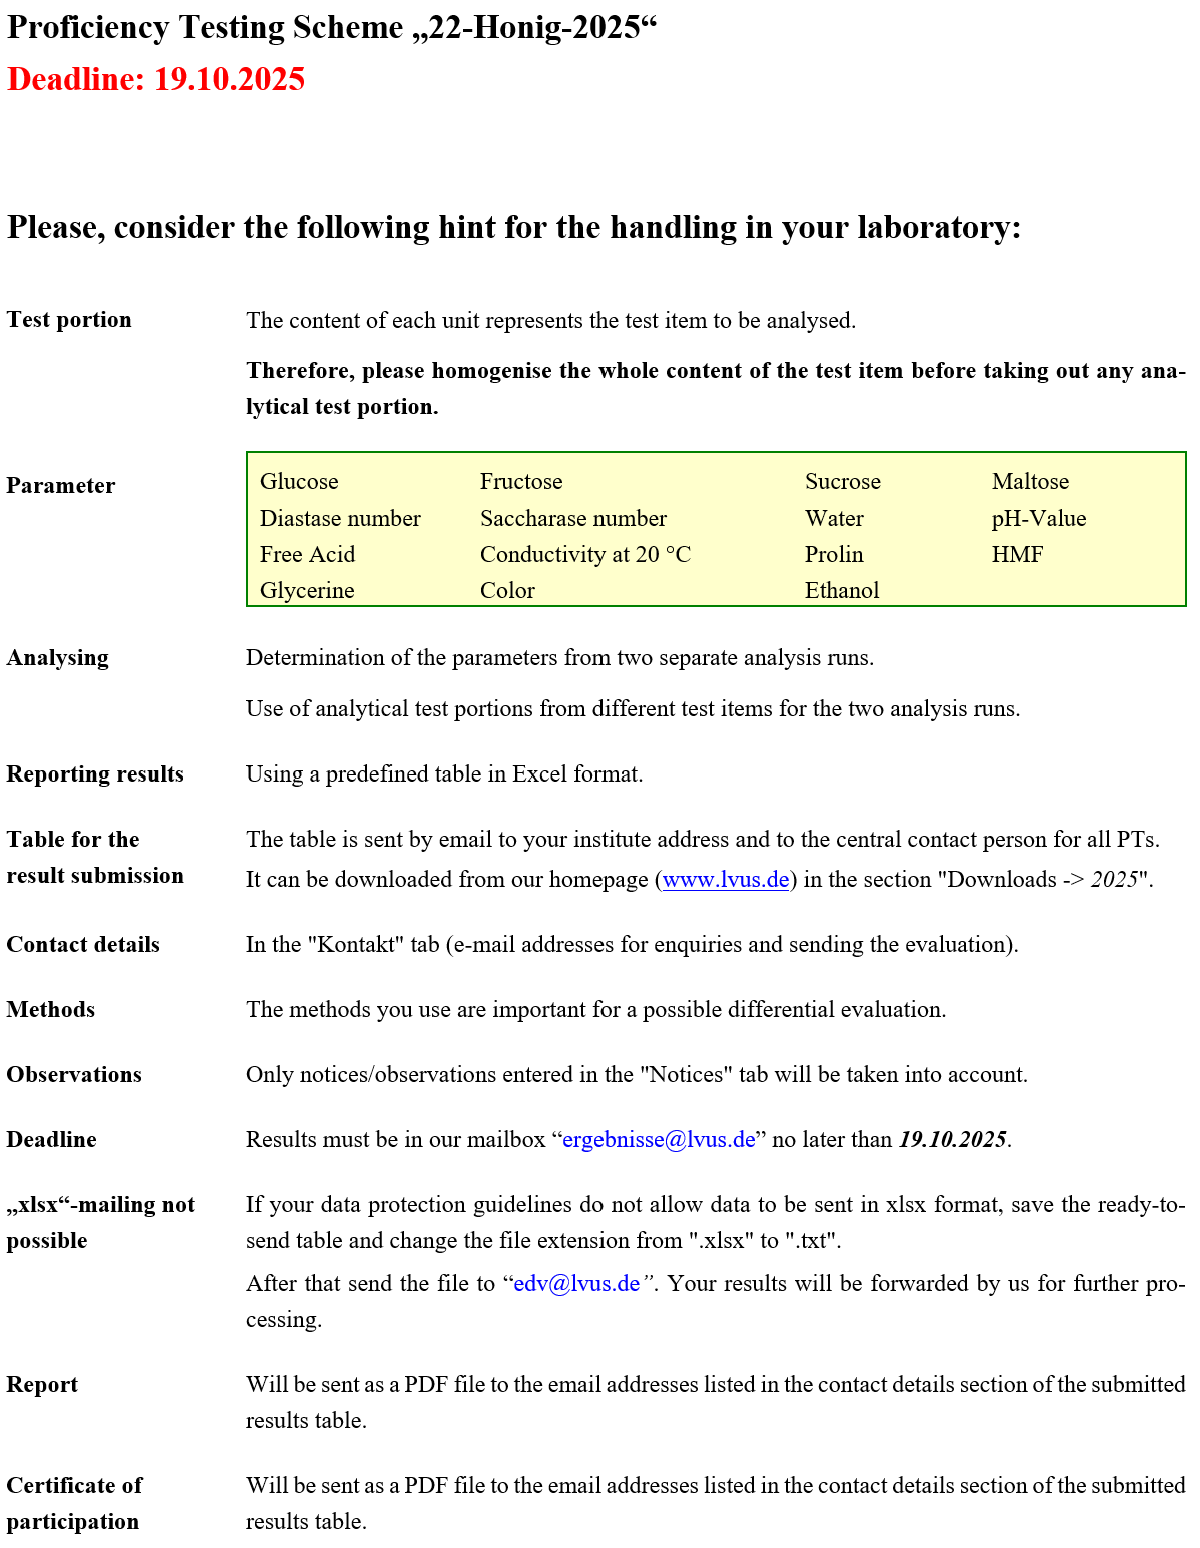 Proficiency Testing Scheme „22-Honig-2025“
Deadline: 19.10.2025
Please, consider the following hint for the handling in your laboratory:
Test portion The content of each unit represents the test item to be analysed.
Therefore, please homogenise the whole content of the test item before taking out any ana-
lytical test portion.
Parameter
Glucose Fructose Sucrose Maltose
Diastase number Saccharase number Water pH-Value
Free Acid Conductivity at 20 °C Prolin HMF
Glycerine Color Ethanol
Analysing Determination of the parameters from two separate analysis runs.
Use of analytical test portions from different test items for the two analysis runs.
Reporting results Using a predefined table in Excel format.
Table for the The table is sent by email to your institute address and to the central contact person for all PTs.
result submission It can be downloaded from our homepage (www.lvus.de) in the section "Downloads -> 2025".
Contact details In the "Kontakt" tab (e-mail addresses for enquiries and sending the evaluation).
Methods The methods you use are important for a possible differential evaluation.
Observations Only notices/observations entered in the "Notices" tab will be taken into account.
Deadline Results must be in our mailbox “ergebnisse@lvus.de” no later than 19.10.2025.
„xlsx“-mailing not If your data protection guidelines do not allow data to be sent in xlsx format, save the ready-to-
possible send table and change the file extension from ".xlsx" to ".txt".
After that send the file to “edv@lvus.de”. Your results will be forwarded by us for further pro-
cessing.
Report Will be sent as a PDF file to the email addresses listed in the contact details section of the submitted
results table.
Certificate of Will be sent as a PDF file to the email addresses listed in the contact details section of the submitted
participation results table.